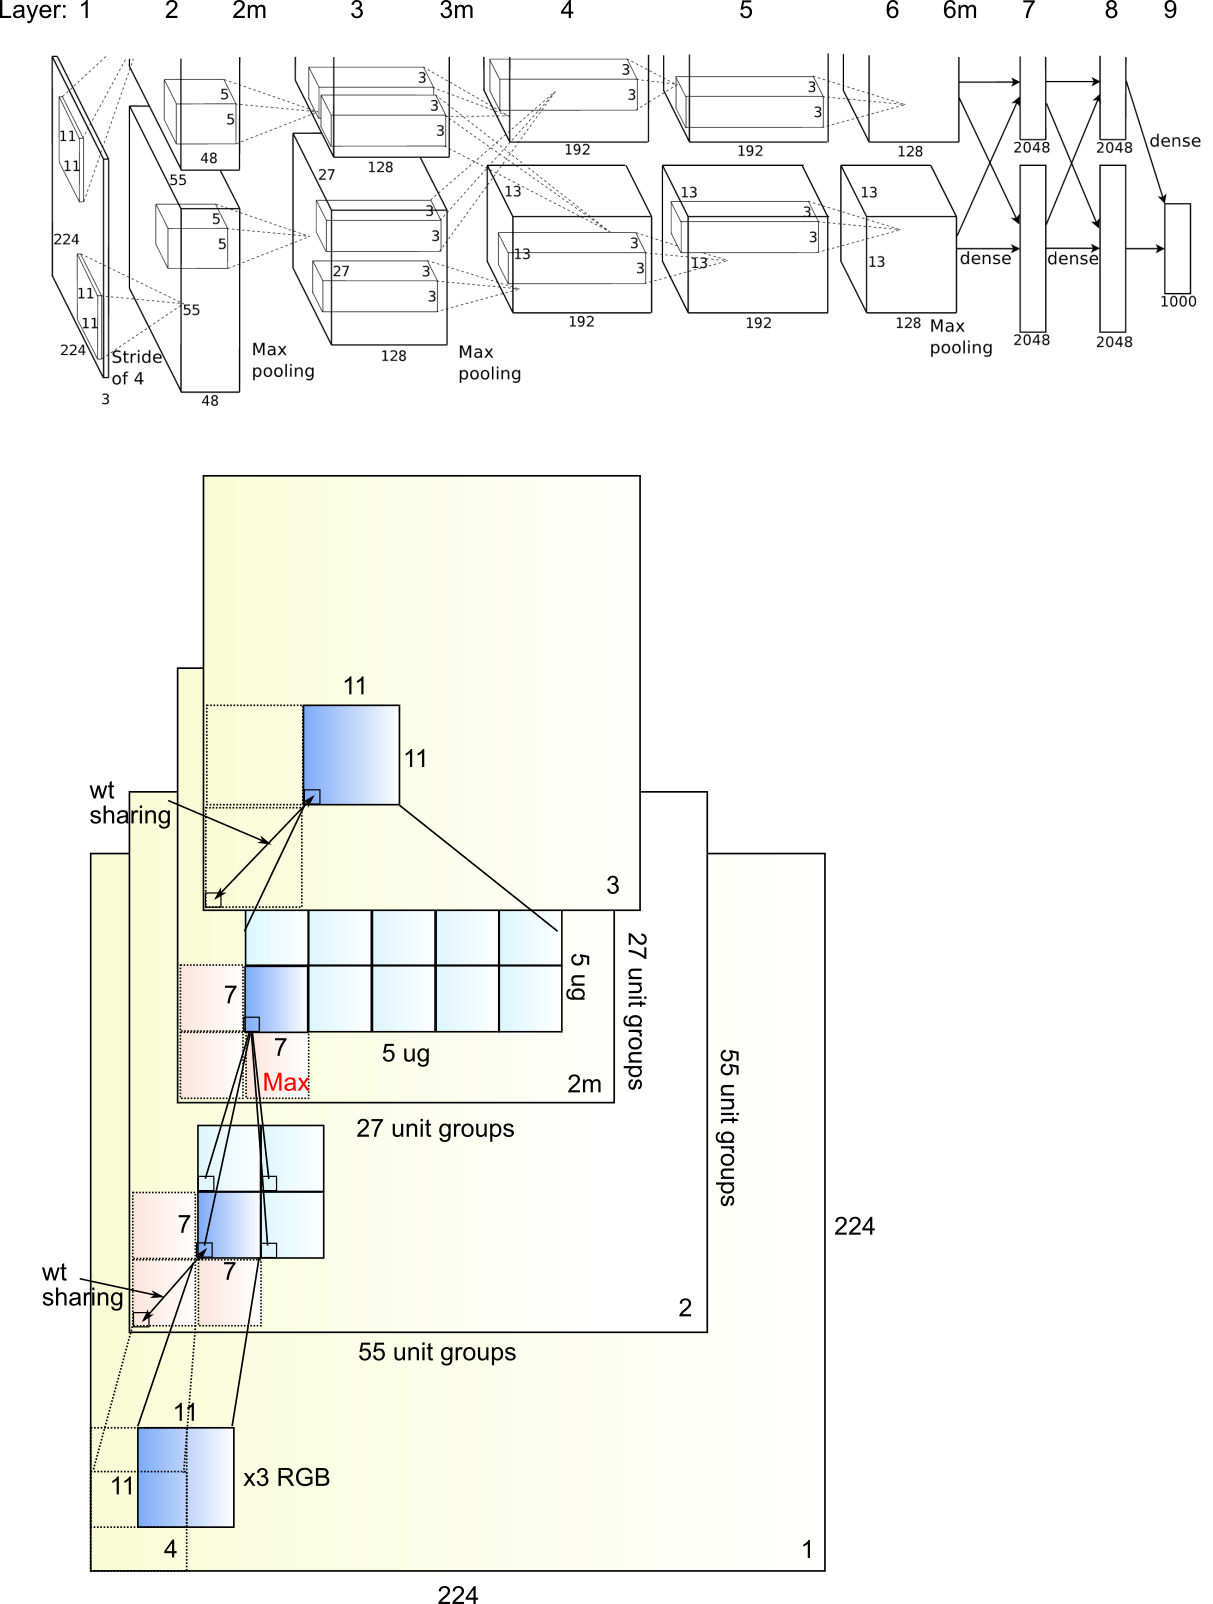 Layer: 1 2 2m 3 3m 4 5 6 6m 7 8 9
11
11
224
11
11
224
3
Stride
of 4
5
5
48
55
5
5
55
48
Max
pooling
3
3
3
128
27
3
3
27
3
3
128
Max
pooling
3
3
192
13
3
3
13
192
3
3
192
13
3
3
13
192
128
13
13
128
Max
pooling
dense
2048
dense
2048
2048
2048
dense
1000
11
11
wt
sharing
3
7
7
Max
5 ug
5 ug
2m
27 unit groups
27 unit groups
7
7
wt
sharing
2
55 unit groups
55 unit groups
11
11
x3 RGB
4
1
224
224